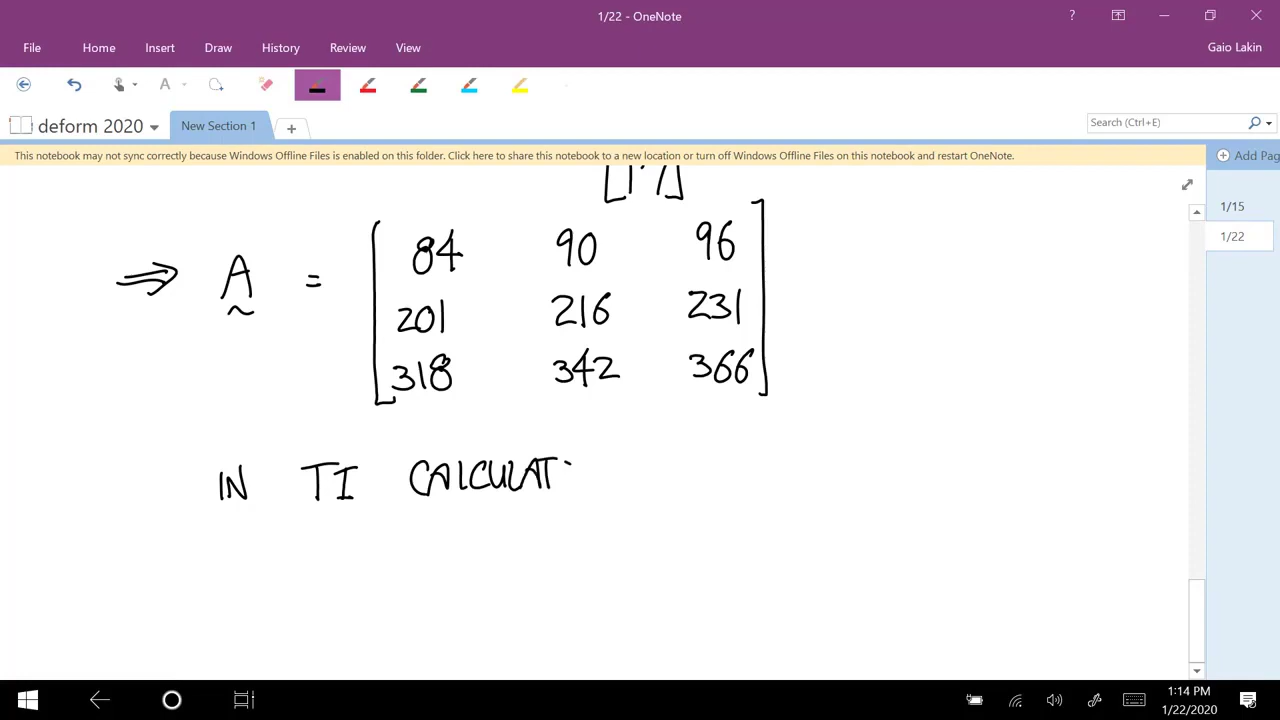 1/22 - OneNote
?
File Home Insert Draw History Review View
Gaio Lakin
A
deform 2020
New Section 1
Search (Ctrl+E)
This notebook may not sync correctly because Windows Offline Files is enabled on this folder. Click here to share this notebook to a new location or turn off Windows Offline Files on this notebook and restart OneNote.
Add Pag
1/15
1/22
84 90 96
⇒ A =
~
201 216 231
318 342 366
IN TI CALCULAT
1:14 PM
1/22/2020